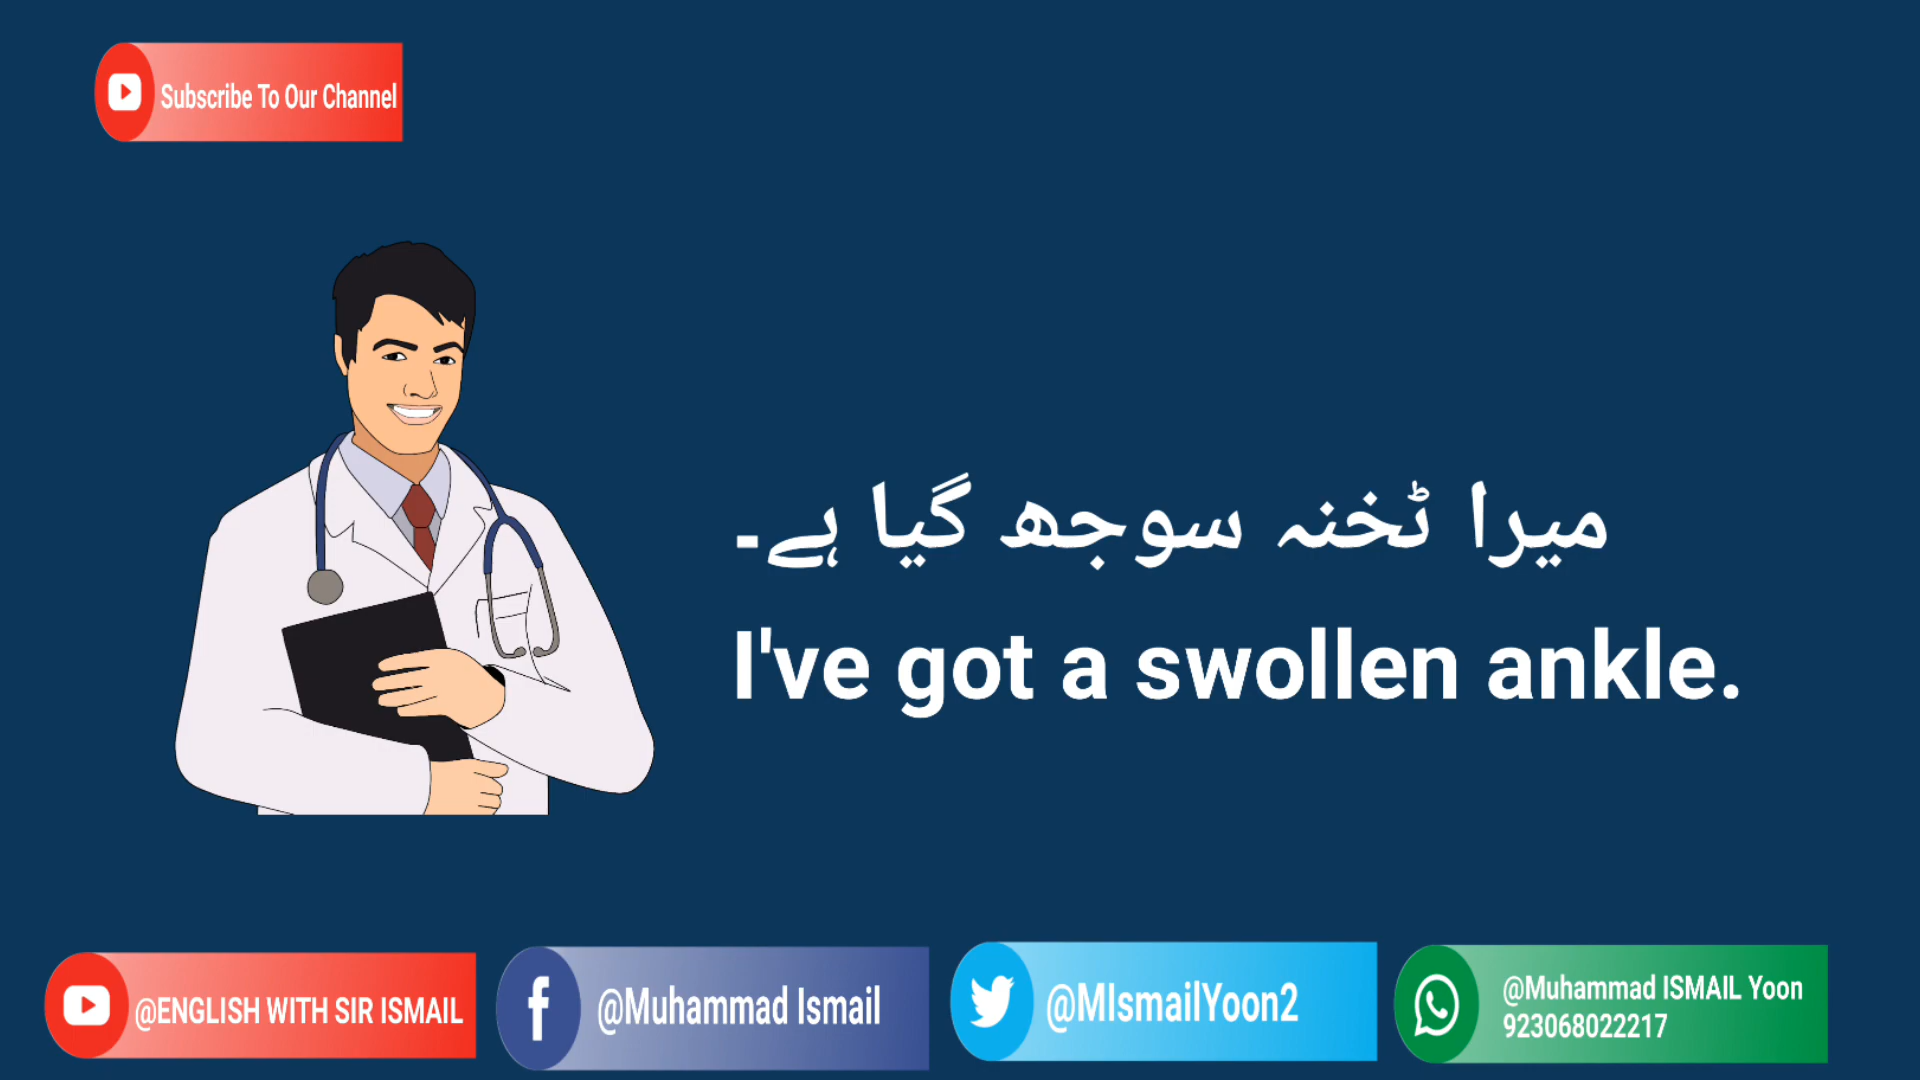 Subscribe To Our Channel
میرا ٹخنہ سوجھ گیا ہے۔
I've got a swollen ankle.
@ENGLISH WITH SIR ISMAIL
@Muhammad Ismail
@MIsmailYoon2
@Muhammad ISMAIL Yoon
923068022217